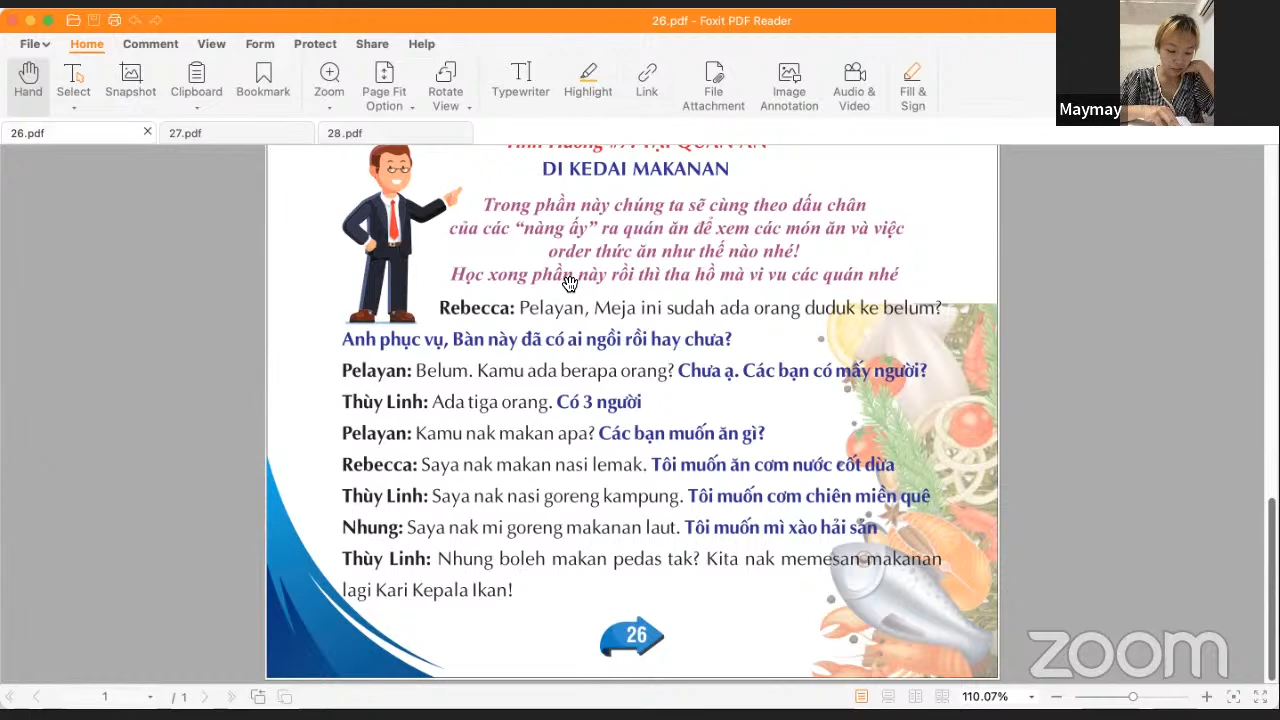 26.pdf - Foxit PDF Reader
File Home Comment View Form Protect Share Help
Hand Select Snapshot Clipboard Bookmark Zoom Page Fit Option Rotate View Typewriter Highlight Link File Attachment Image Annotation Audio & Video Fill & Sign
Maymay
26.pdf 27.pdf 28.pdf
TẠI QUÁN ĂN
DI KEDAI MAKANAN
Trong phần này chúng ta sẽ cùng theo dấu chân
của các “nàng ấy” ra quán ăn để xem các món ăn và việc
order thức ăn như thế nào nhé!
Học xong phần này rồi thì tha hồ mà vi vu các quán nhé
Rebecca: Pelayan, Meja ini sudah ada orang duduk ke belum?
Anh phục vụ, Bàn này đã có ai ngồi rồi hay chưa?
Pelayan: Belum. Kamu ada berapa orang? Chưa ạ. Các bạn có mấy người?
Thùy Linh: Ada tiga orang. Có 3 người
Pelayan: Kamu nak makan apa? Các bạn muốn ăn gì?
Rebecca: Saya nak makan nasi lemak. Tôi muốn ăn cơm nước cốt dừa
Thùy Linh: Saya nak nasi goreng kampung. Tôi muốn cơm chiên miền quê
Nhung: Saya nak mi goreng makanan laut. Tôi muốn mì xào hải sản
Thùy Linh: Nhung boleh makan pedas tak? Kita nak memesan makanan
lagi Kari Kepala Ikan!
26
zoom
1 / 1 110.07%